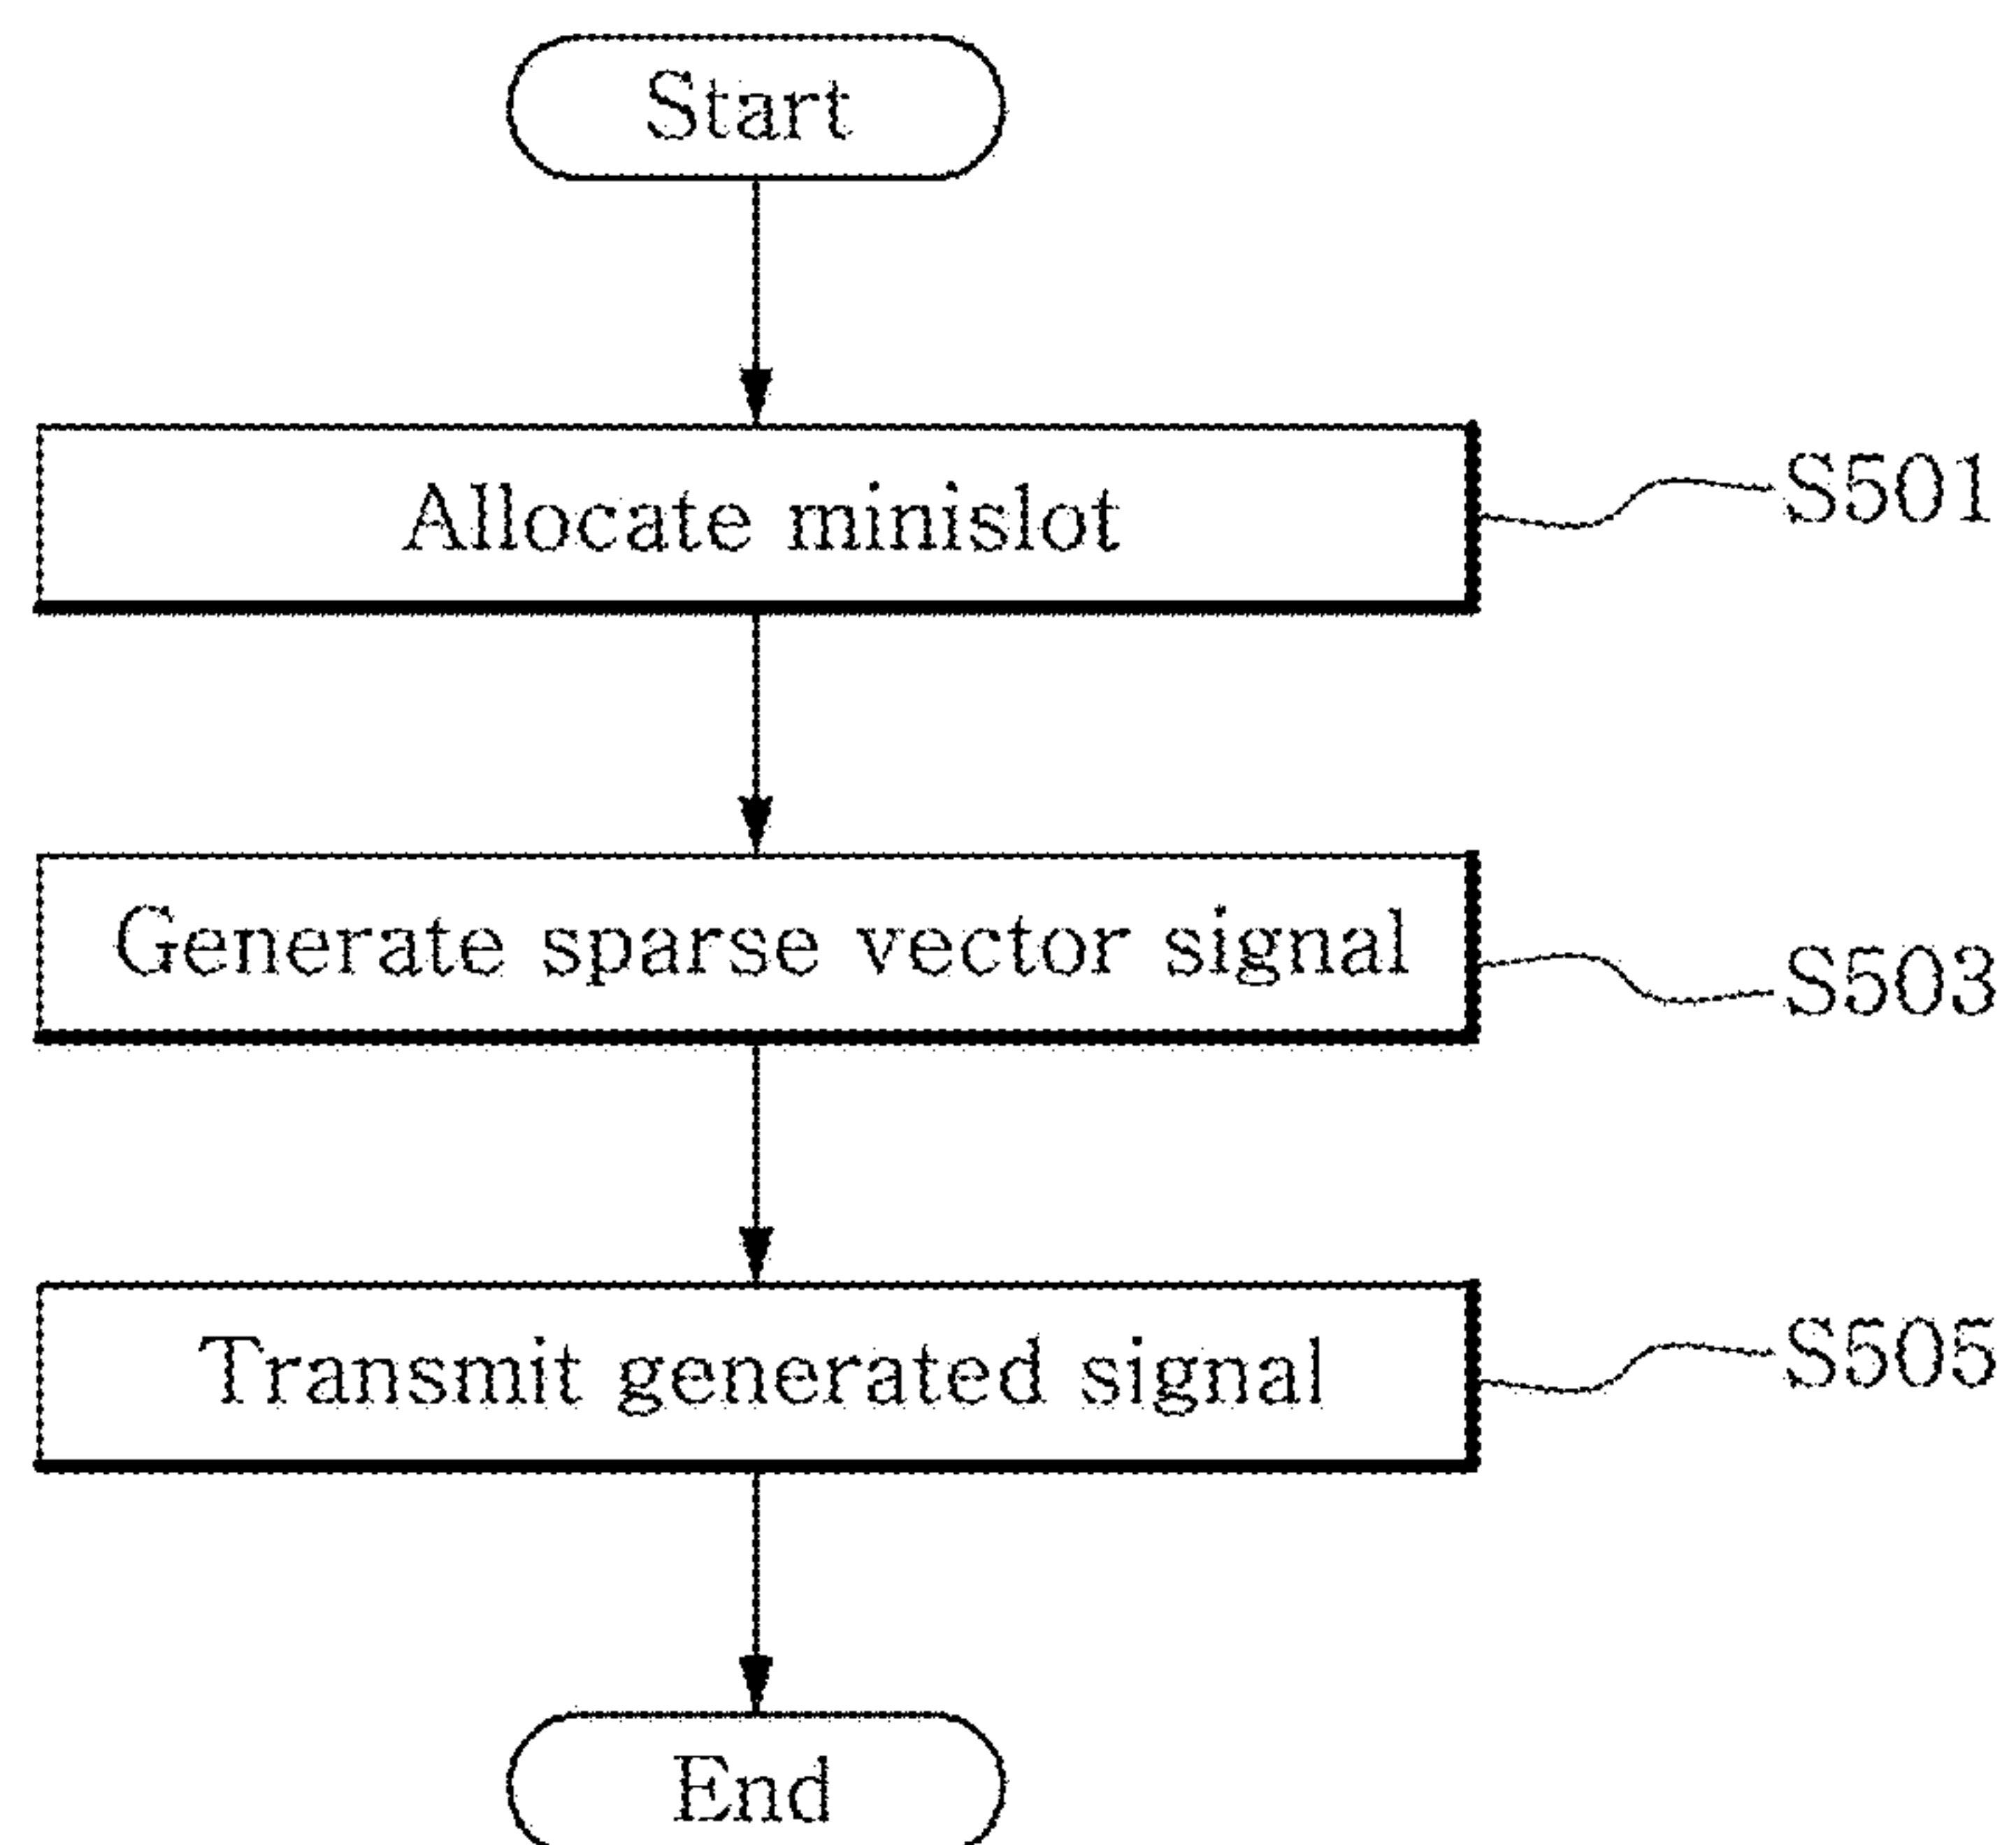 Start
Allocate minislot
S501
Generate sparse vector signal
S503
Transmit generated signal
S505
End